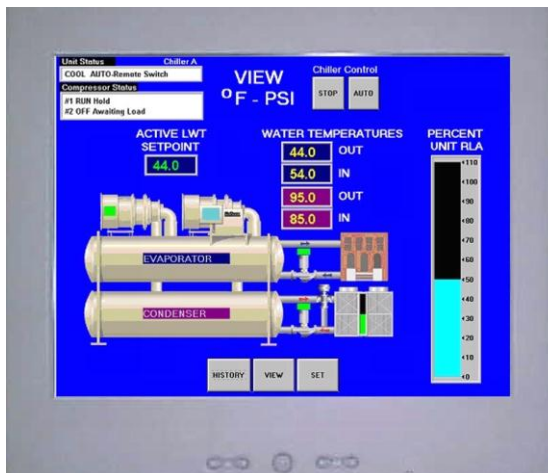 Unit Status Chiller A
COOL AUTO-Remote Switch
Compressor Status
#1 RUN Hold
#2 OFF Awaiting Load
VIEW
°F - PSI
Chiller Control
STOP AUTO
ACTIVE LWT
SETPOINT
44.0
WATER TEMPERATURES
44.0 OUT
54.0 IN
95.0 OUT
85.0 IN
PERCENT
UNIT RLA
110
100
90
80
70
60
50
40
30
20
10
0
EVAPORATOR
CONDENSER
HISTORY VIEW SET